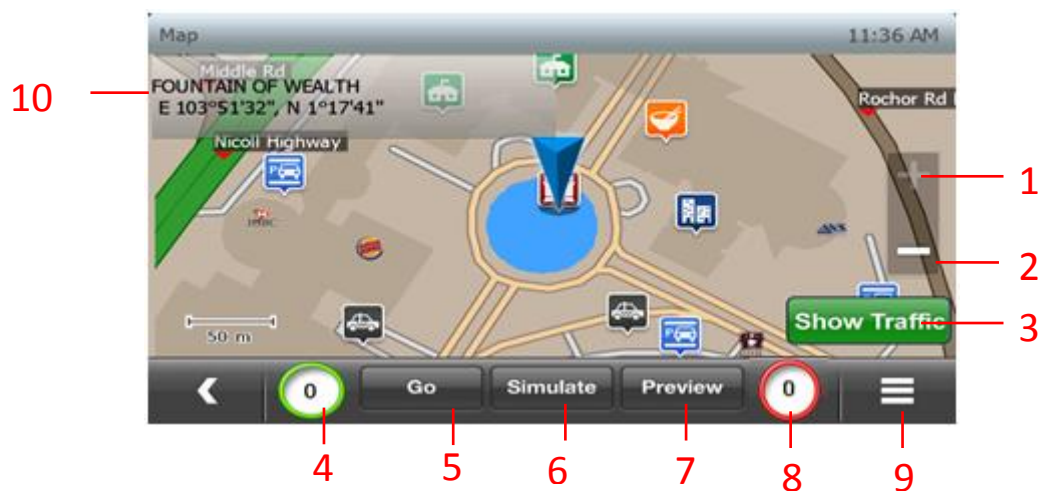 Map 11:36 AM
Middle Rd
FOUNTAIN OF WEALTH
E 103°51'32", N 1°17'41"
10
Rochor Rd
Nicoll Highway
1
2
50 m
Show Traffic
3
0 Go Simulate Preview 0
4 5 6 7 8 9